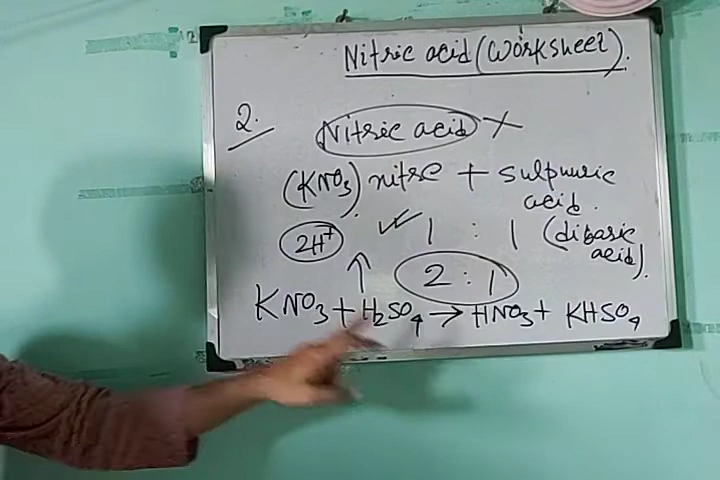 Nitric acid (Worksheet).
2.
Nitric acid ×
(KNO₃) nitre + sulphuric acid.
2H⁺ ✓✓ 1 : 1 (dibasic acid).
↑ 2 : 1
KNO₃ + H₂SO₄ → HNO₃ + KHSO₄